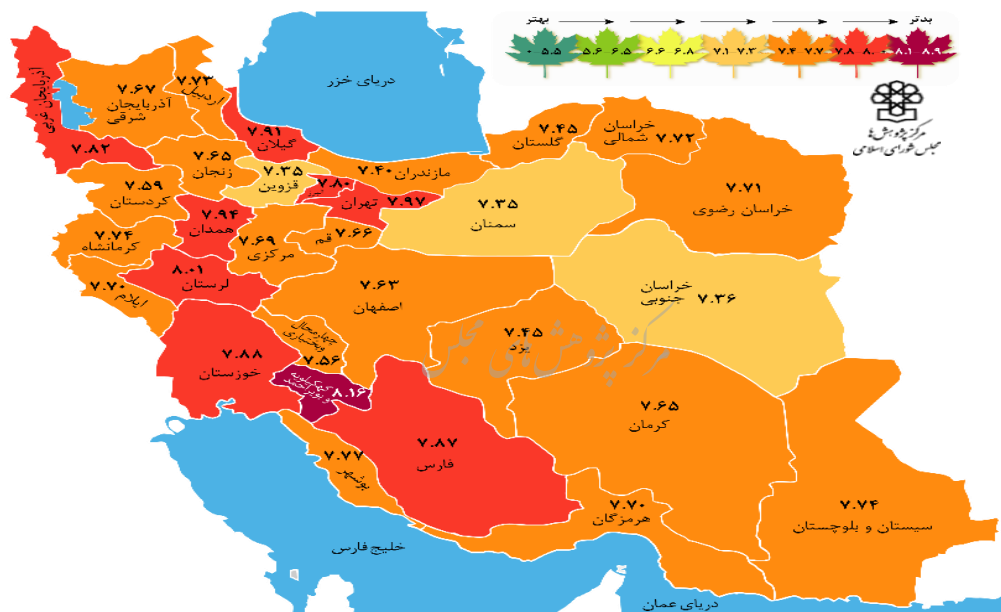 بهتر
بدتر
۰ ۵.۵
۵.۶ ۶.۵
۶.۶ ۶.۸
۷.۱ ۷.۳
۷.۴ ۷.۷
۷.۸ ۸.۰
۸.۱ ۸.۹
مرکز پژوهش‌ها
مجلس شورای اسلامی
دریای خزر
آذربایجان غربی
۷.۸۲
۷.۶۷
آذربایجان
شرقی
۷.۷۳
اردبیل
۷.۹۱
گیلان
۷.۴۵
گلستان
خراسان
شمالی
۷.۷۲
۷.۶۵
زنجان
۷.۳۵
قزوین
۷.۸۰
۷.۴۰
مازندران
۷.۷۱
خراسان رضوی
۷.۵۹
کردستان
تهران
۷.۹۷
۷.۳۵
سمنان
۷.۹۴
همدان
۷.۷۴
کرمانشاه
۷.۶۹
مرکزی
۷.۶۶
قم
۸.۰۱
لرستان
۷.۷۰
ایلام
۷.۶۳
اصفهان
خراسان
جنوبی
۷.۳۶
چهارمحال
وبختیاری
۷.۵۶
۷.۴۵
یزد
مرکز پژوهش‌های مجلس
۷.۸۸
خوزستان
۸.۱۶
کهگیلویه
و بویراحمد
۷.۶۵
کرمان
۷.۸۷
فارس
۷.۷۷
بوشهر
۷.۷۰
هرمزگان
۷.۷۴
سیستان و بلوچستان
خلیج فارس
دریای عمان